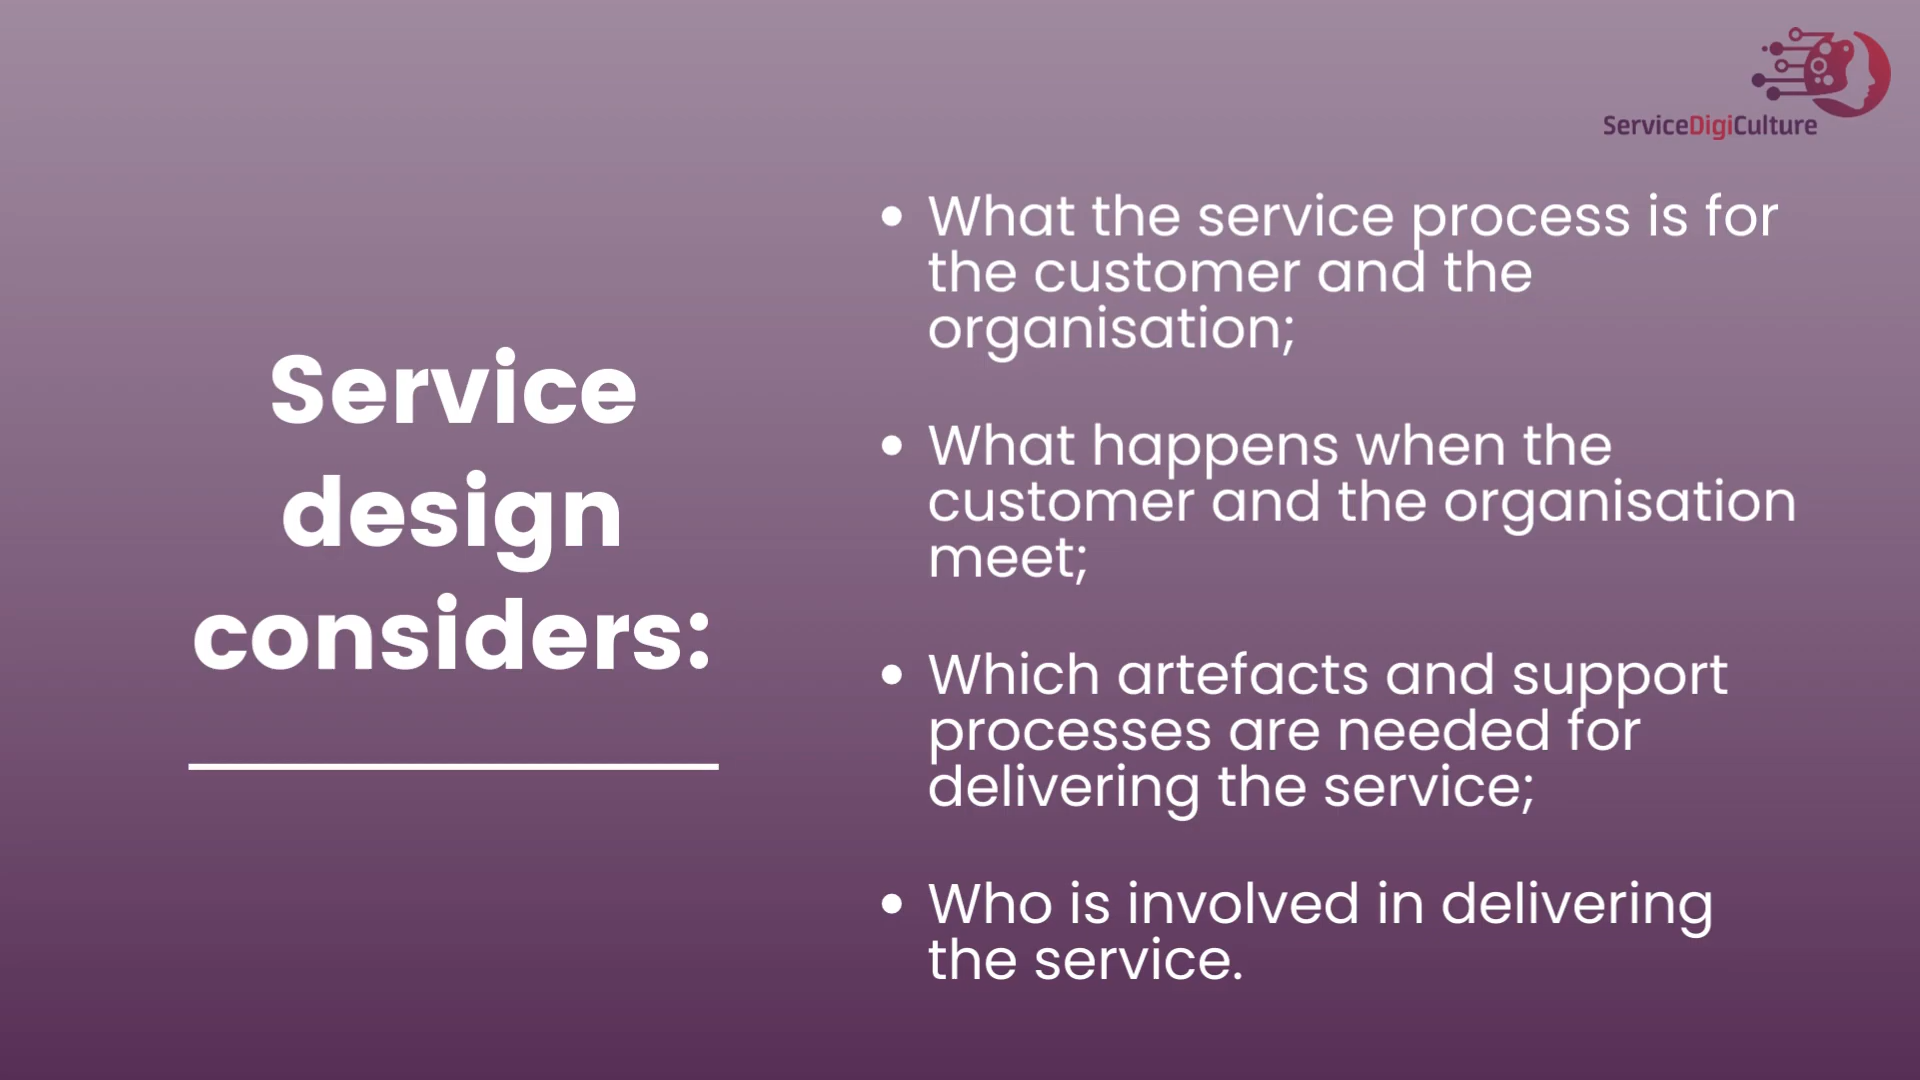 ServiceDigiCulture
Service
design
considers:
• What the service process is for
the customer and the
organisation;
• What happens when the
customer and the organisation
meet;
• Which artefacts and support
processes are needed for
delivering the service;
• Who is involved in delivering
the service.